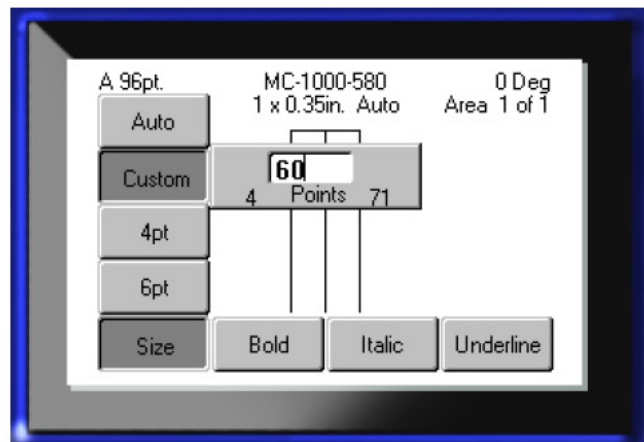 A 96pt. MC-1000-580 0 Deg
1 x 0.35in. Auto Area 1 of 1
Auto
60
Custom
4 Points 71
4pt
6pt
Size Bold Italic Underline